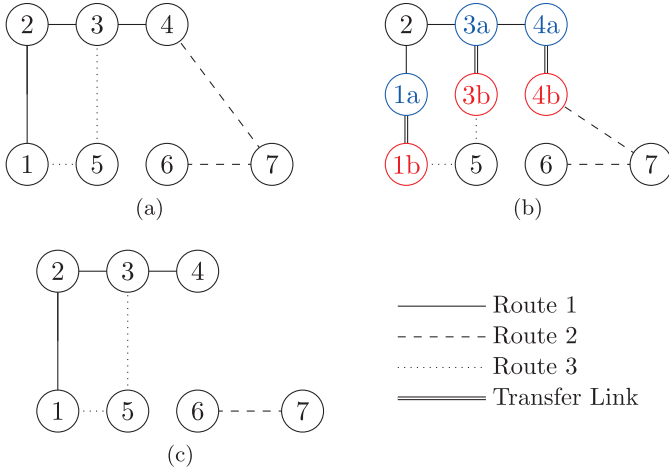 2 3 4
1 5 6 7
(a)
2 3a 4a
1a 3b 4b
1b 5 6 7
(b)
2 3 4
1 5 6 7
(c)
Route 1
Route 2
Route 3
Transfer Link